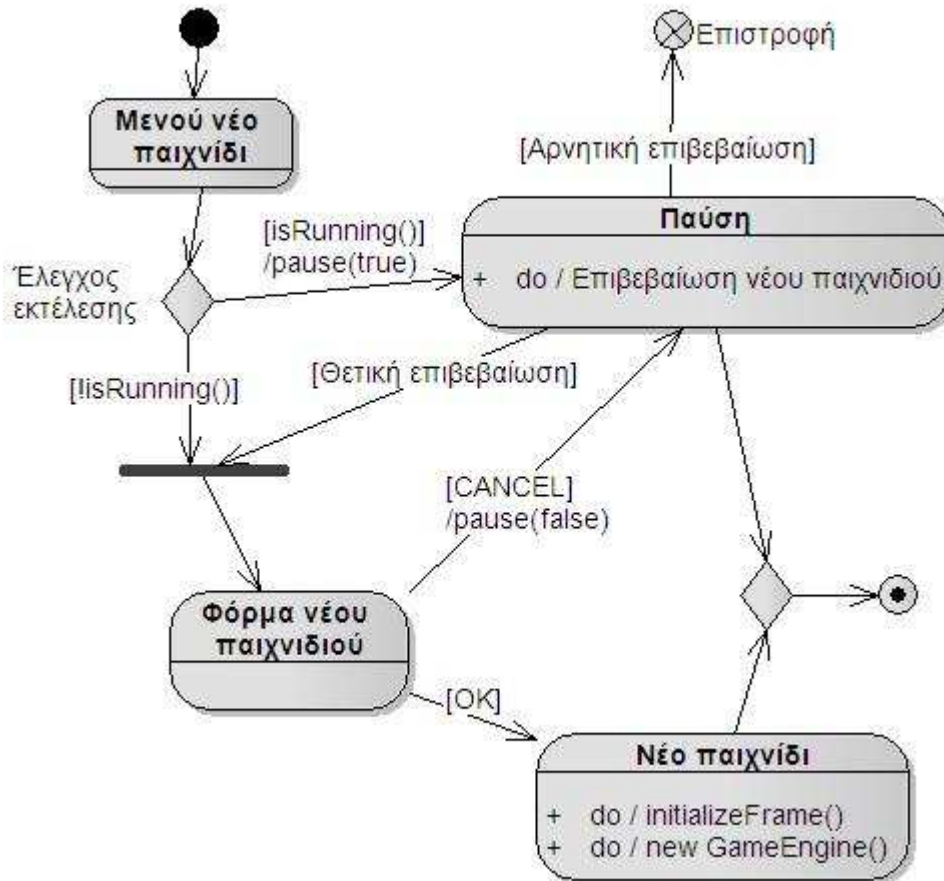 Επιστροφή
Μενού νέο
παιχνίδι
[Αρνητική επιβεβαίωση]
Παύση
[isRunning()]
/pause(true)
+ do / Επιβεβαίωση νέου παιχνιδιού
Έλεγχος
εκτέλεσης
[Θετική επιβεβαίωση]
[!isRunning()]
[CANCEL]
/pause(false)
Φόρμα νέου
παιχνιδιού
[OK]
Νέο παιχνίδι
+ do / initializeFrame()
+ do / new GameEngine()